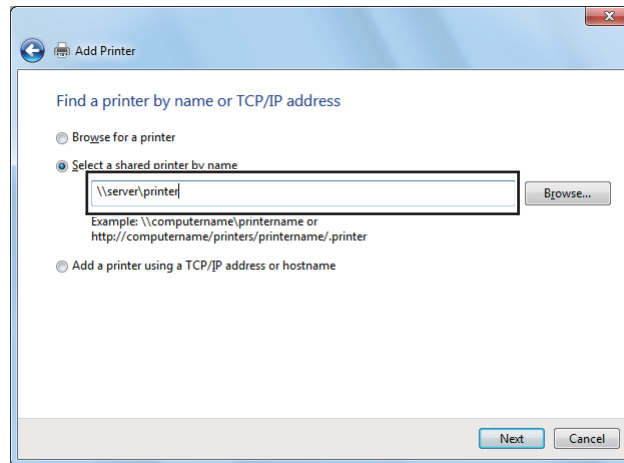 Add Printer
Find a printer by name or TCP/IP address
Browse for a printer
Select a shared printer by name
\\server\printer
Browse...
Example: \\computername\printername or
http://computername/printers/printername/.printer
Add a printer using a TCP/IP address or hostname
Next
Cancel